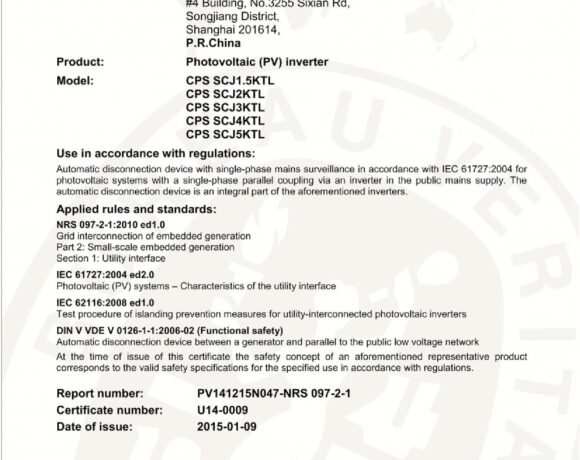 #4 Building, No.3255 Sixian Rd,
Songjiang District,
Shanghai 201614,
P.R.China
Product: Photovoltaic (PV) inverter
Model: CPS SCJ1.5KTL
CPS SCJ2KTL
CPS SCJ3KTL
CPS SCJ4KTL
CPS SCJ5KTL
Use in accordance with regulations:
Automatic disconnection device with single-phase mains surveillance in accordance with IEC 61727:2004 for
photovoltaic systems with a single-phase parallel coupling via an inverter in the public mains supply. The
automatic disconnection device is an integral part of the aforementioned inverters.
Applied rules and standards:
NRS 097-2-1:2010 ed1.0
Grid interconnection of embedded generation
Part 2: Small-scale embedded generation
Section 1: Utility interface
IEC 61727:2004 ed2.0
Photovoltaic (PV) systems – Characteristics of the utility interface
IEC 62116:2008 ed1.0
Test procedure of islanding prevention measures for utility-interconnected photovoltaic inverters
DIN V VDE V 0126-1-1:2006-02 (Functional safety)
Automatic disconnection device between a generator and parallel to the public low voltage network
At the time of issue of this certificate the safety concept of an aforementioned representative product
corresponds to the valid safety specifications for the specified use in accordance with regulations.
Report number: PV141215N047-NRS 097-2-1
Certificate number: U14-0009
Date of issue: 2015-01-09
EAU VERITA